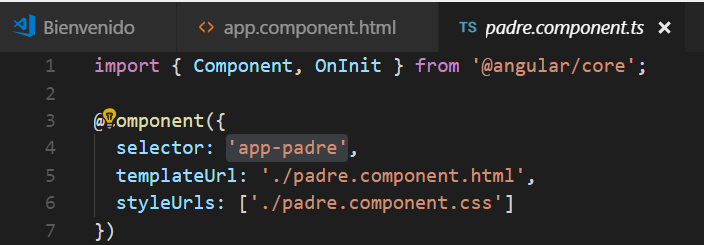 Bienvenido <> app.component.html TS padre.component.ts ×
1 import { Component, OnInit } from '@angular/core';
2
3 @omponent({
4 selector: 'app-padre',
5 templateUrl: './padre.component.html',
6 styleUrls: ['./padre.component.css']
7 })